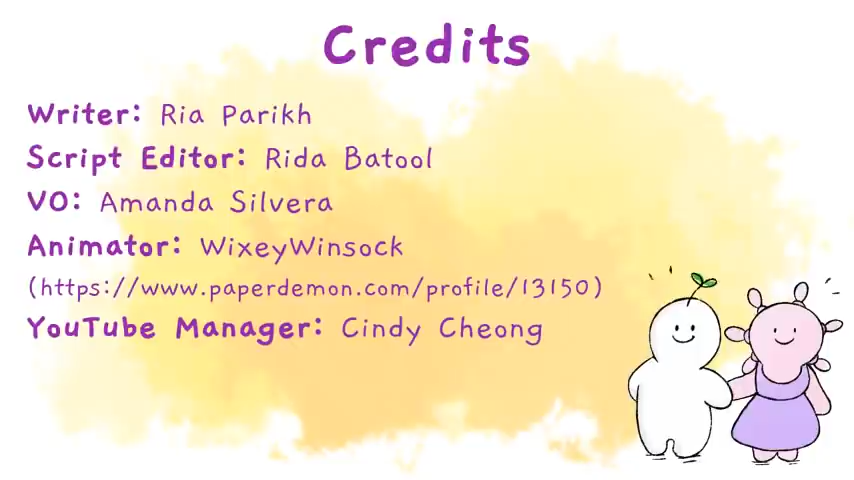 Credits
Writer: Ria Parikh
Script Editor: Rida Batool
VO: Amanda Silvera
Animator: WixeyWinsock
(https://www.paperdemon.com/profile/13150)
YouTube Manager: Cindy Cheong